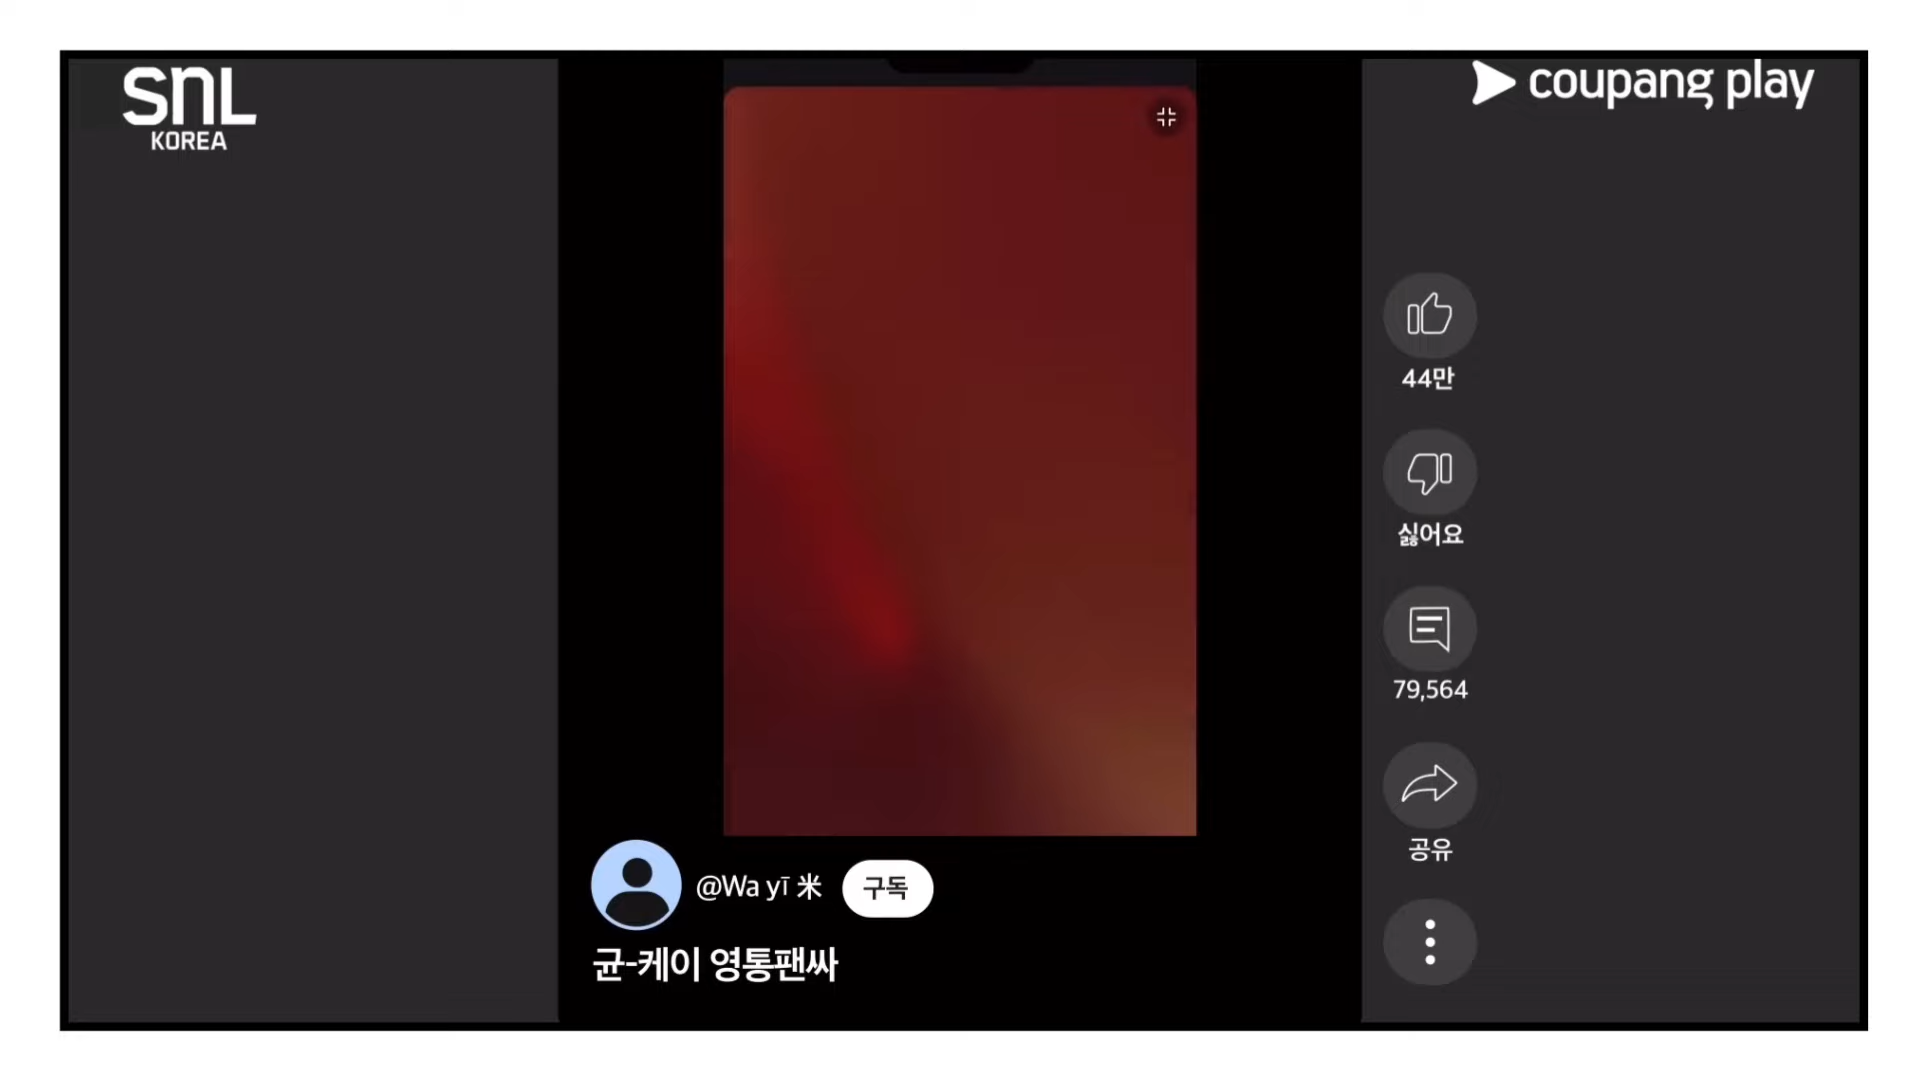 SNL
KOREA
coupang play
44만
싫어요
79,564
공유
@Wa yī 米
구독
균-케이 영통팬싸